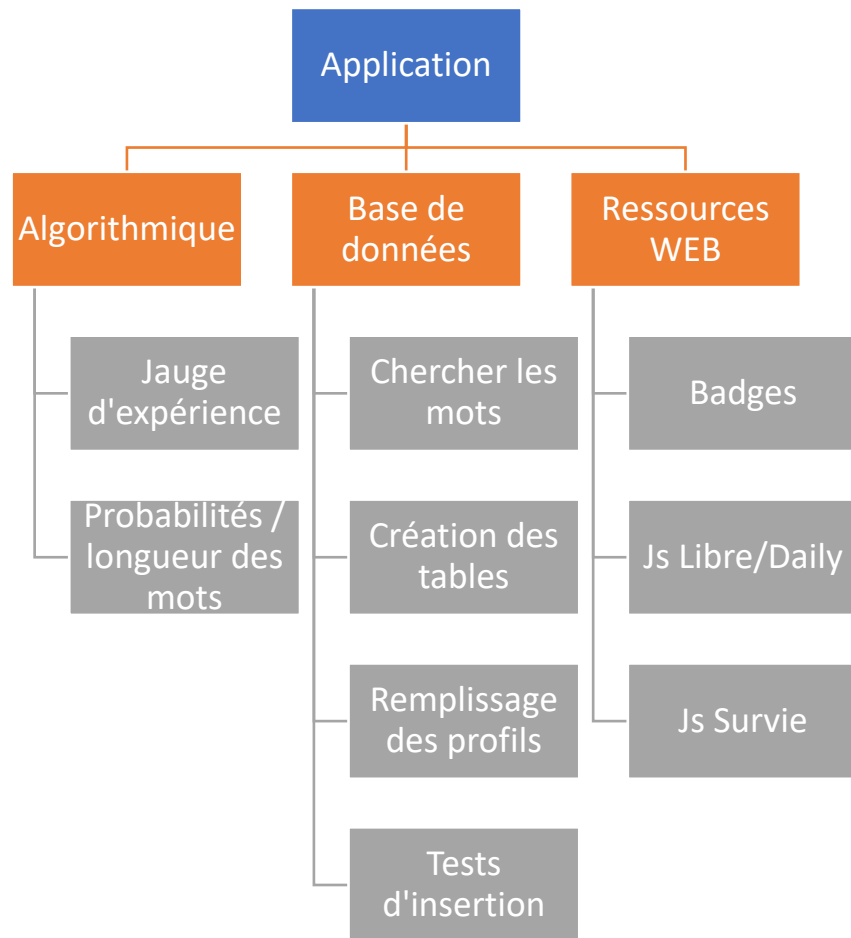 Application
Algorithmique
Base de
données
Ressources
WEB
Jauge
d'expérience
Probabilités /
longueur des
mots
Chercher les
mots
Création des
tables
Remplissage
des profils
Tests
d'insertion
Badges
Js Libre/Daily
Js Survie